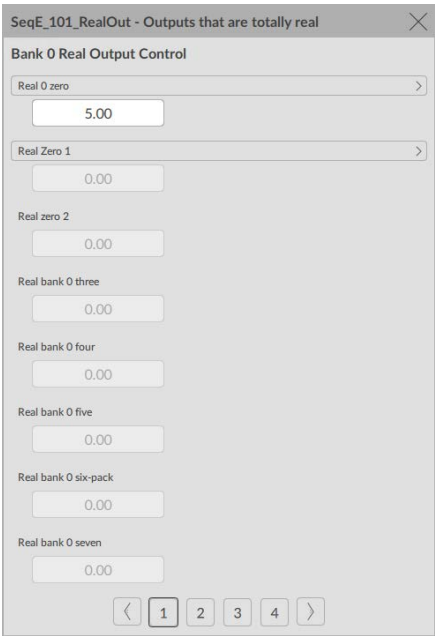 SeqE_101_RealOut - Outputs that are totally real
Bank 0 Real Output Control
Real 0 zero
5.00
Real Zero 1
0.00
Real zero 2
0.00
Real bank 0 three
0.00
Real bank 0 four
0.00
Real bank 0 five
0.00
Real bank 0 six-pack
0.00
Real bank 0 seven
0.00
1 2 3 4